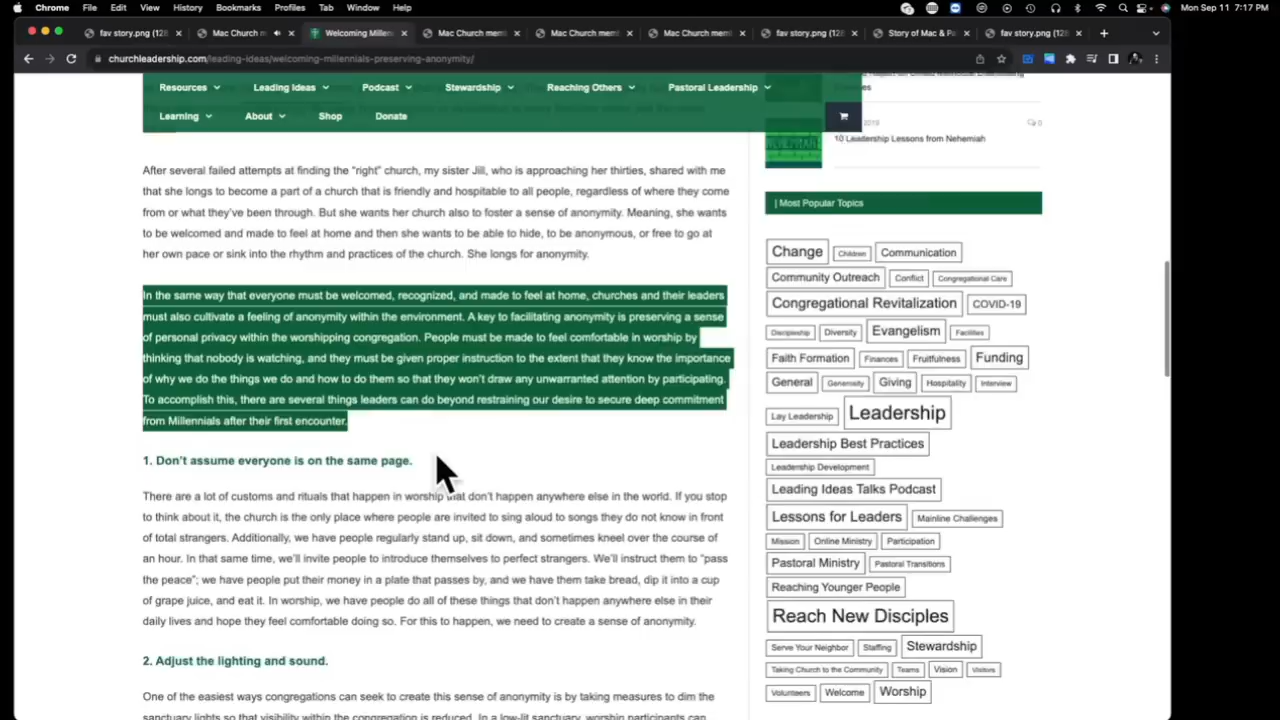 Chrome File Edit View History Bookmarks Profiles Tab Window Help Mon Sep 11 7:17 PM
fav story.png (128 Mac Church m Welcoming Millen Mac Church mem Mac Church mem Mac Church mem fav story.png (128 Story of Mac & Pa fav story.png (128
churchleadership.com/leading-ideas/welcoming-millennials-preserving-anonymity/
Resources Leading Ideas Podcast Stewardship Reaching Others Pastoral Leadership
Learning About Shop Donate
After several failed attempts at finding the “right” church, my sister Jill, who is approaching her thirties, shared with me
that she longs to become a part of a church that is friendly and hospitable to all people, regardless of where they come
from or what they’ve been through. But she wants her church also to foster a sense of anonymity. Meaning, she wants
to be welcomed and made to feel at home and then she wants to be able to hide, to be anonymous, or free to go at
her own pace or sink into the rhythm and practices of the church. She longs for anonymity.
In the same way that everyone must be welcomed, recognized, and made to feel at home, churches and their leaders
must also cultivate a feeling of anonymity within the environment. A key to facilitating anonymity is preserving a sense
of personal privacy within the worshipping congregation. People must be made to feel comfortable in worship by
thinking that nobody is watching, and they must be given proper instruction to the extent that they know the importance
of why we do the things we do and how to do them so that they won’t draw any unwarranted attention by participating.
To accomplish this, there are several things leaders can do beyond restraining our desire to secure deep commitment
from Millennials after their first encounter.
1. Don’t assume everyone is on the same page.
There are a lot of customs and rituals that happen in worship that don’t happen anywhere else in the world. If you stop
to think about it, the church is the only place where people are invited to sing aloud to songs they do not know in front
of total strangers. Additionally, we have people regularly stand up, sit down, and sometimes kneel over the course of
an hour. In that same time, we’ll invite people to introduce themselves to perfect strangers. We’ll instruct them to “pass
the peace”; we have people put their money in a plate that passes by, and we have them take bread, dip it into a cup
of grape juice, and eat it. In worship, we have people do all of these things that don’t happen anywhere else in their
daily lives and hope they feel comfortable doing so. For this to happen, we need to create a sense of anonymity.
2. Adjust the lighting and sound.
One of the easiest ways congregations can seek to create this sense of anonymity is by taking measures to dim the
sanctuary lights so that visibility within the congregation is reduced. In a low-lit sanctuary, worship participants can
2019 0
10 Leadership Lessons from Nehemiah
| Most Popular Topics
Change Children Communication
Community Outreach Conflict Congregational Care
Congregational Revitalization COVID-19
Discipleship Diversity Evangelism Facilities
Faith Formation Finances Fruitfulness Funding
General Generosity Giving Hospitality Interview
Lay Leadership Leadership
Leadership Best Practices
Leadership Development
Leading Ideas Talks Podcast
Lessons for Leaders Mainline Challenges
Mission Online Ministry Participation
Pastoral Ministry Pastoral Transitions
Reaching Younger People
Reach New Disciples
Serve Your Neighbor Staffing Stewardship
Taking Church to the Community Teams Vision Visitors
Volunteers Welcome Worship